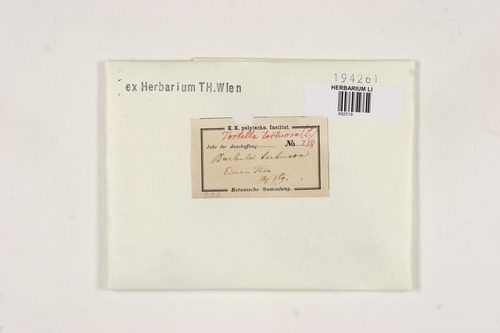 194261
ex Herbarium TH.Wien
HERBARIUM LI
K. K. polytechn. Institut.
Tortella tortuosa (L.)
Jahr der Anschaffung
No. 238
Barbula tortuosa
Botanische Sammlung.